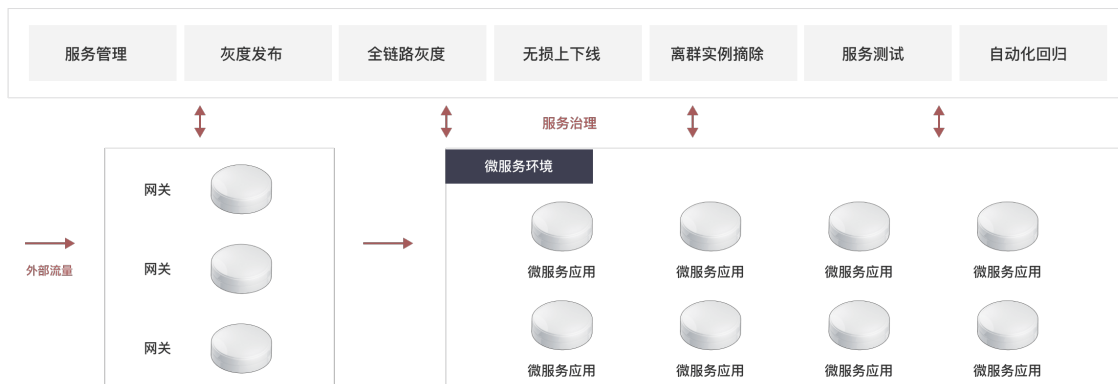 服务管理
灰度发布
全链路灰度
无损上下线
离群实例摘除
服务测试
自动化回归
服务治理
微服务环境
网关
外部流量
网关
网关
微服务应用
微服务应用
微服务应用
微服务应用
微服务应用
微服务应用
微服务应用
微服务应用